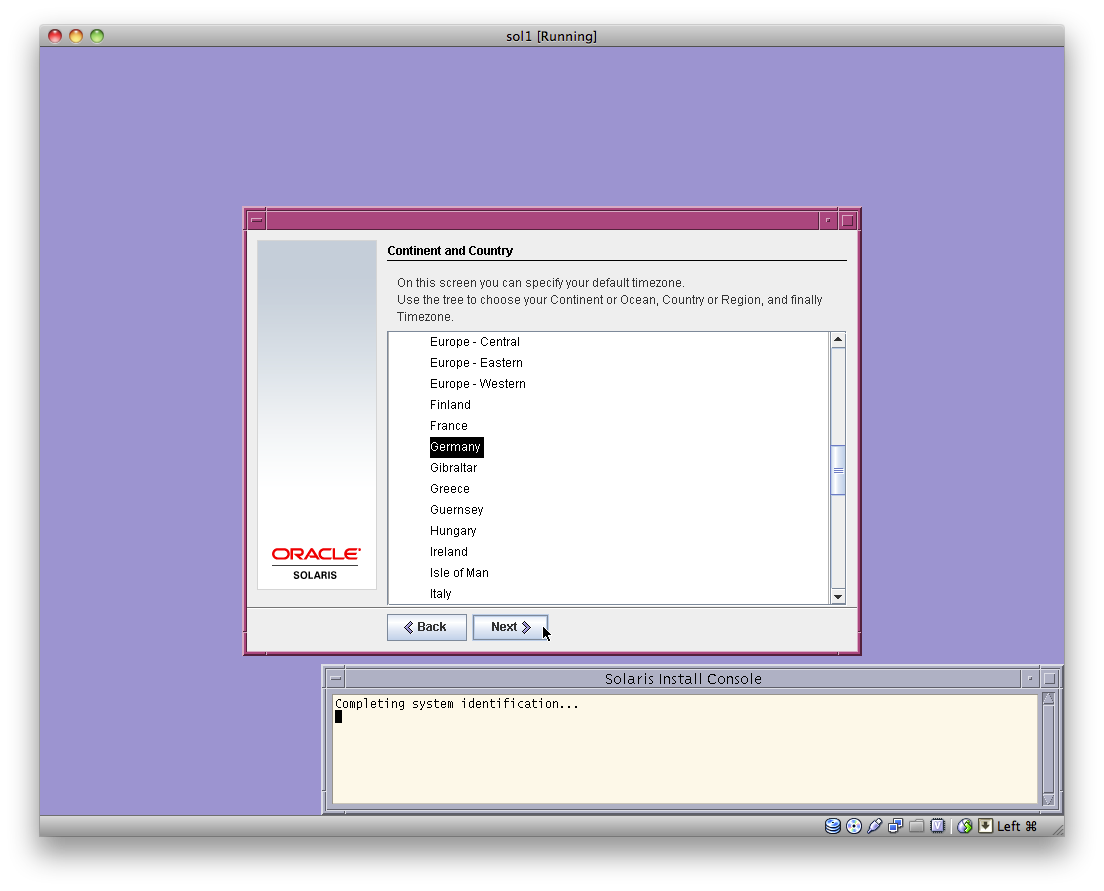 sol1 [Running]
Continent and Country
On this screen you can specify your default timezone.
Use the tree to choose your Continent or Ocean, Country or Region, and finally
Timezone.
Europe - Central
Europe - Eastern
Europe - Western
Finland
France
Germany
Gibraltar
Greece
Guernsey
Hungary
Ireland
Isle of Man
Italy
ORACLE
SOLARIS
Back
Next
Solaris Install Console
Completing system identification...
Left ⌘